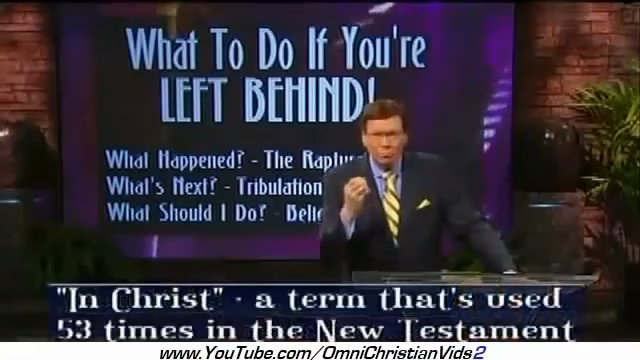 What To Do If You're
LEFT BEHIND!
What Happened? - The Raptu
What's Next? - Tribulation
What Should I Do? - Belie
"In Christ" - a term that's used
53 times in the New Testament
www.YouTube.com/OmniChristianVids2